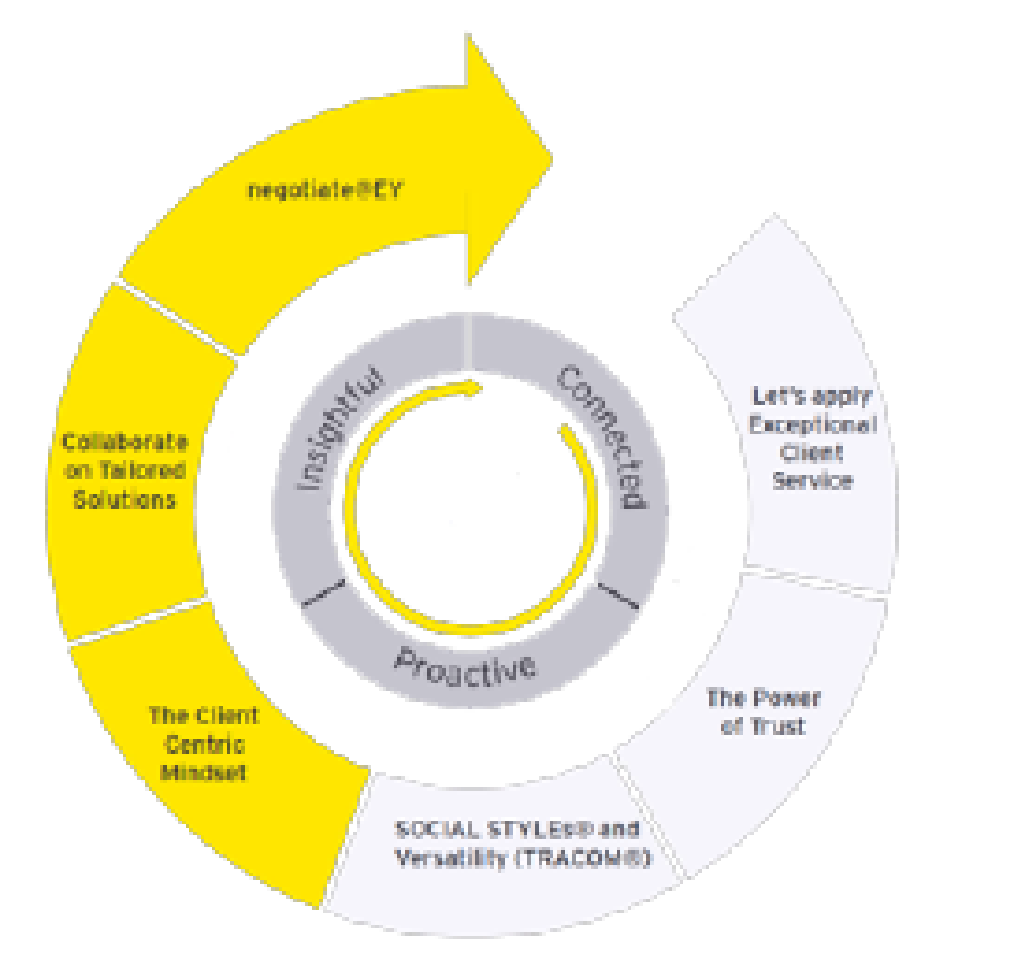 negotiate@EY
Let's apply
Exceptional
Client
Service
The Power
of Trust
SOCIAL STYLEs® and
Versatility (TRACOM®)
The Client
Centric
Mindset
Collaborate
on Tailored
Solutions
Insightful
Connected
Proactive